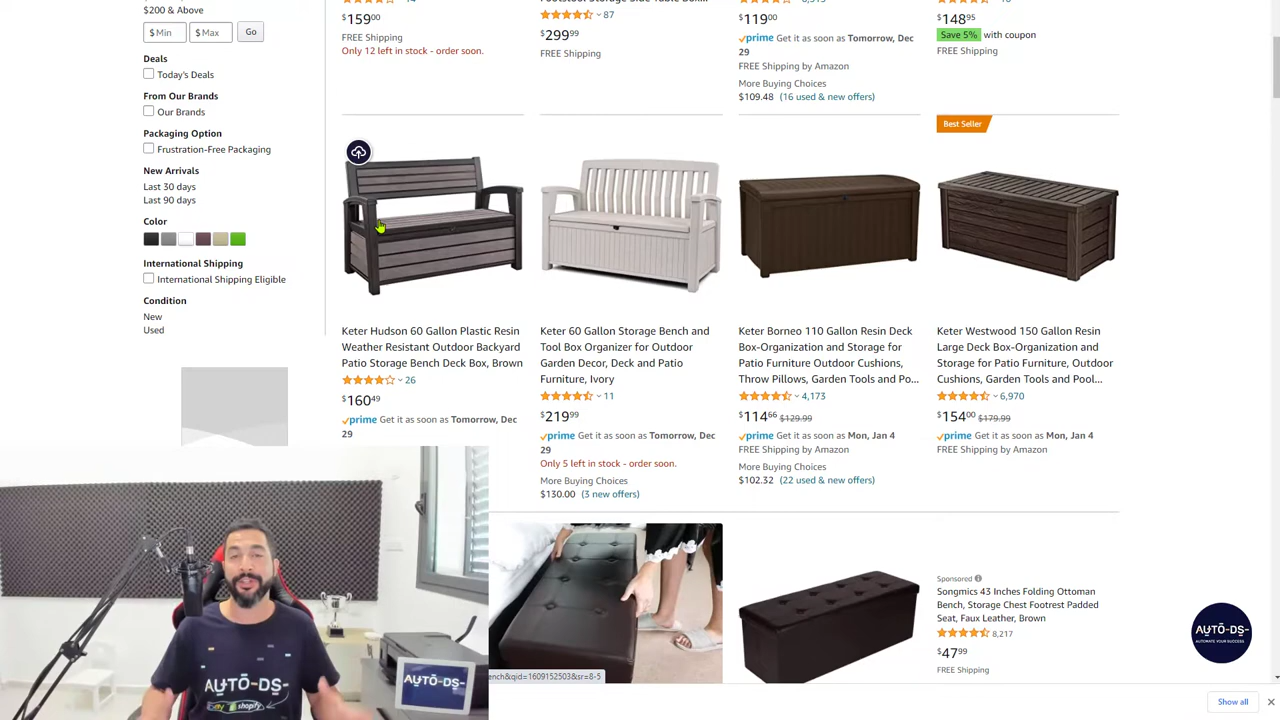 $200 & Above
$ Min $ Max Go
Deals
Today's Deals
From Our Brands
Our Brands
Packaging Option
Frustration-Free Packaging
New Arrivals
Last 30 days
Last 90 days
Color
International Shipping
International Shipping Eligible
Condition
New
Used
$159.00
FREE Shipping
Only 12 left in stock - order soon.
87
$299.99
FREE Shipping
$119.00
prime Get it as soon as Tomorrow, Dec
29
FREE Shipping by Amazon
More Buying Choices
$109.48 (16 used & new offers)
$148.95
Save 5% with coupon
FREE Shipping
Best Seller
Keter Hudson 60 Gallon Plastic Resin
Weather Resistant Outdoor Backyard
Patio Storage Bench Deck Box, Brown
26
$160.49
prime Get it as soon as Tomorrow, Dec
29
Keter 60 Gallon Storage Bench and
Tool Box Organizer for Outdoor
Garden Decor, Deck and Patio
Furniture, Ivory
11
$219.99
prime Get it as soon as Tomorrow, Dec
29
Only 5 left in stock - order soon.
More Buying Choices
$130.00 (3 new offers)
Keter Borneo 110 Gallon Resin Deck
Box-Organization and Storage for
Patio Furniture Outdoor Cushions,
Throw Pillows, Garden Tools and Po...
4,173
$114.66 $129.99
prime Get it as soon as Mon, Jan 4
FREE Shipping by Amazon
More Buying Choices
$102.32 (22 used & new offers)
Keter Westwood 150 Gallon Resin
Large Deck Box-Organization and
Storage for Patio Furniture, Outdoor
Cushions, Garden Tools and Pool...
6,970
$154.00 $179.99
prime Get it as soon as Mon, Jan 4
FREE Shipping by Amazon
Sponsored
Songmics 43 Inches Folding Ottoman
Bench, Storage Chest Footrest Padded
Seat, Faux Leather, Brown
8,217
$47.99
FREE Shipping
ench&qid=1609152503&sr=8-5
AUTO-DS-
shopify
AUTO-DS-
AUTO-DS-
AUTOMATE YOUR SUCCESS
Show all